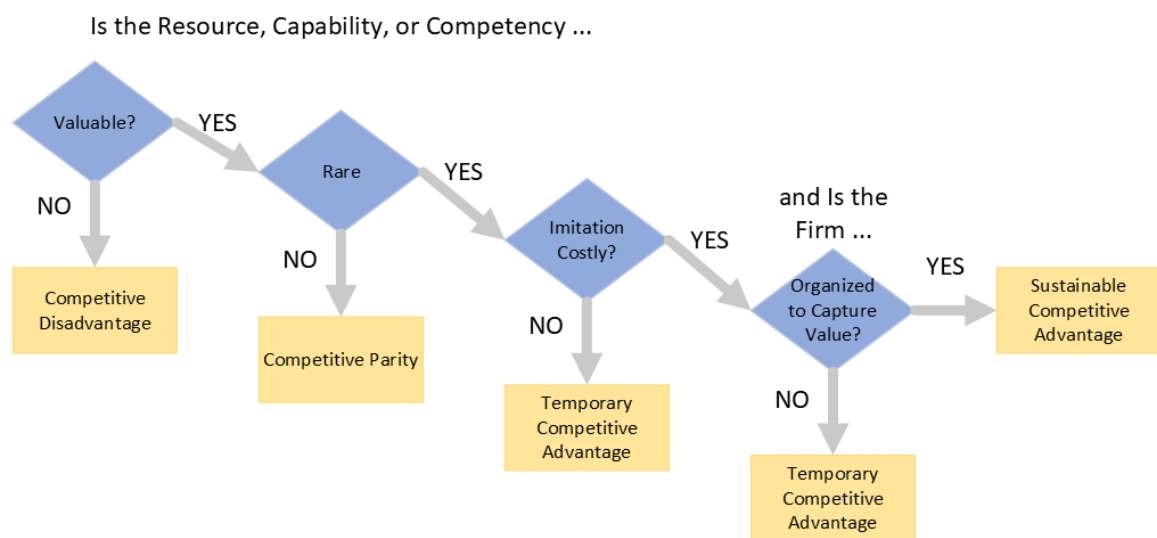 Is the Resource, Capability, or Competency ...
Valuable?
YES
NO
Competitive
Disadvantage
Rare
YES
NO
Competitive Parity
Imitation
Costly?
YES
NO
Temporary
Competitive
Advantage
and Is the
Firm ...
Organized
to Capture
Value?
YES
NO
Sustainable
Competitive
Advantage
Temporary
Competitive
Advantage